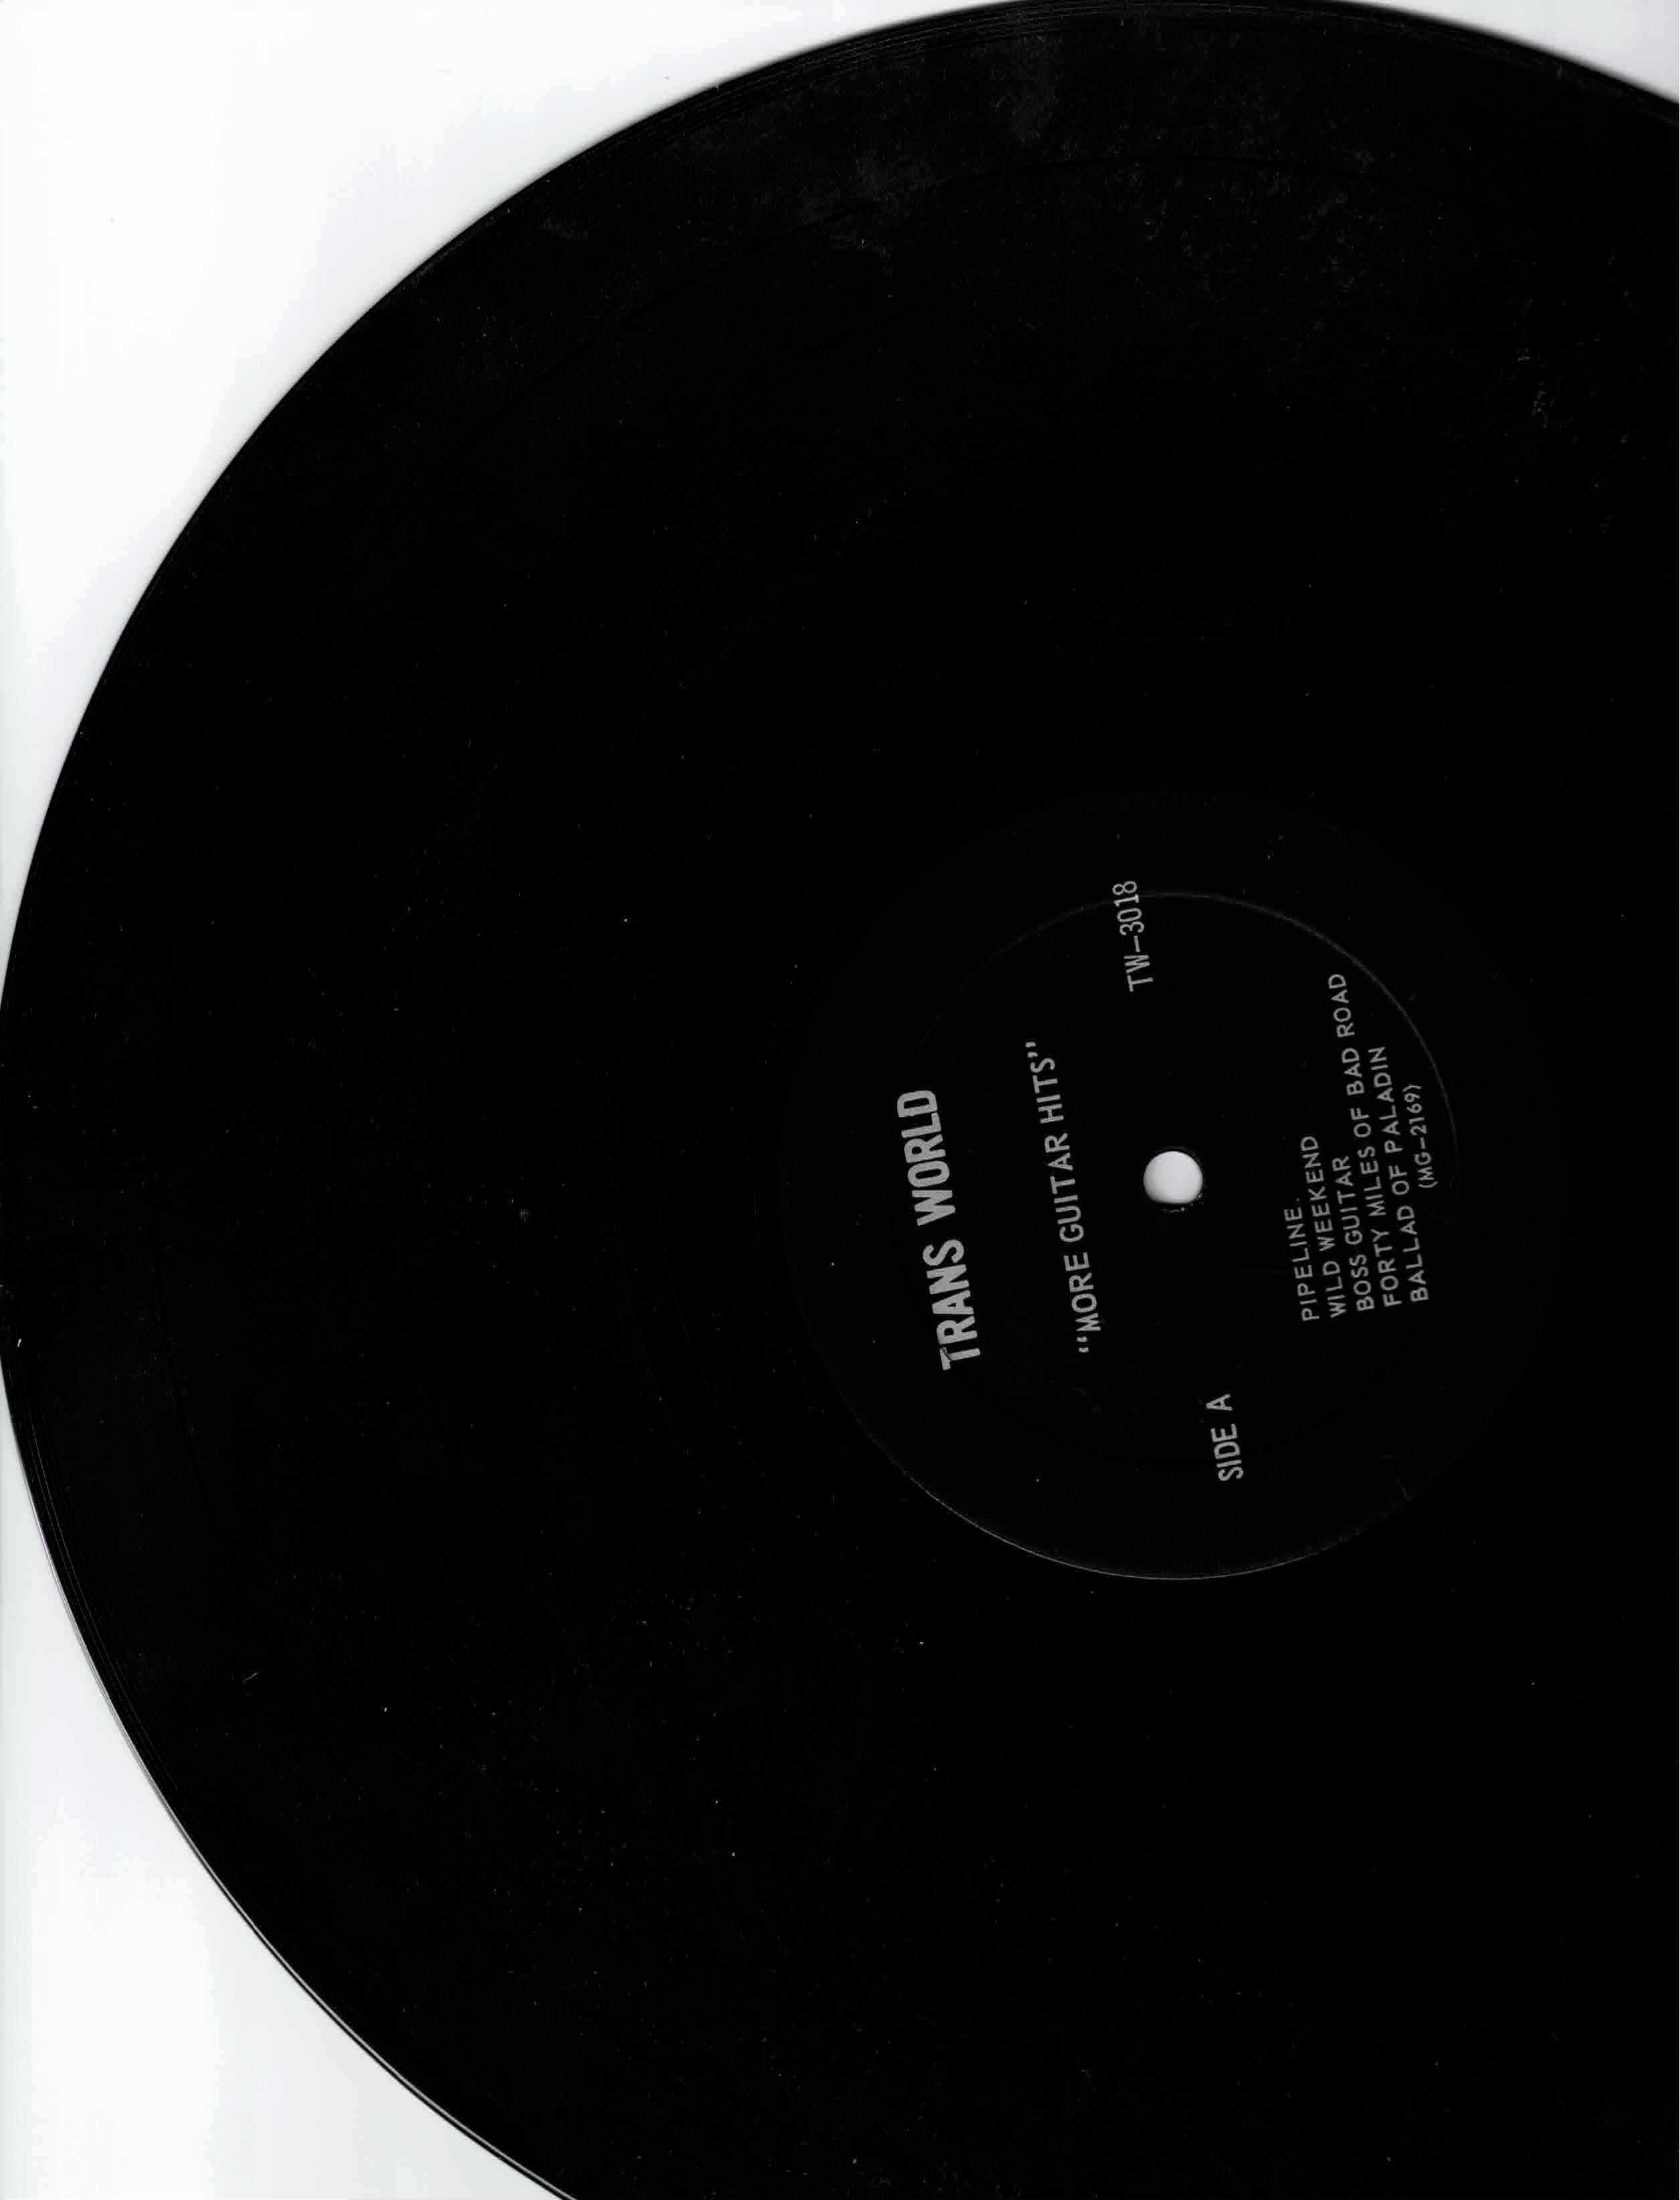 TRANS WORLD
"MORE GUITAR HITS"
SIDE A
TW-3018
PIPELINE.
WILD WEEKEND
BOSS GUITAR
FORTY MILES OF BAD ROAD
BALLAD OF PALADIN
(MG-2169)